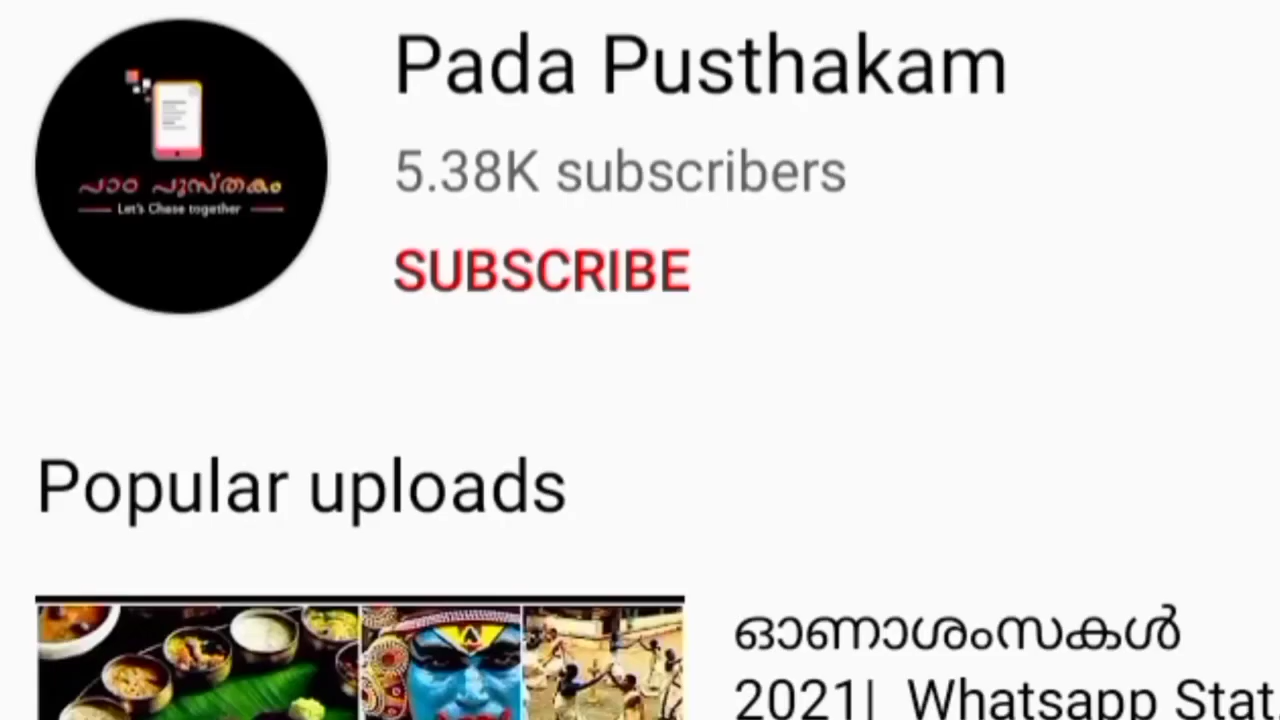 Pada Pusthakam
5.38K subscribers
SUBSCRIBE
പാഠ പുസ്തകം
Let's Chase together
Popular uploads
ഓണാശംസകൾ
2021| Whatsapp Stat